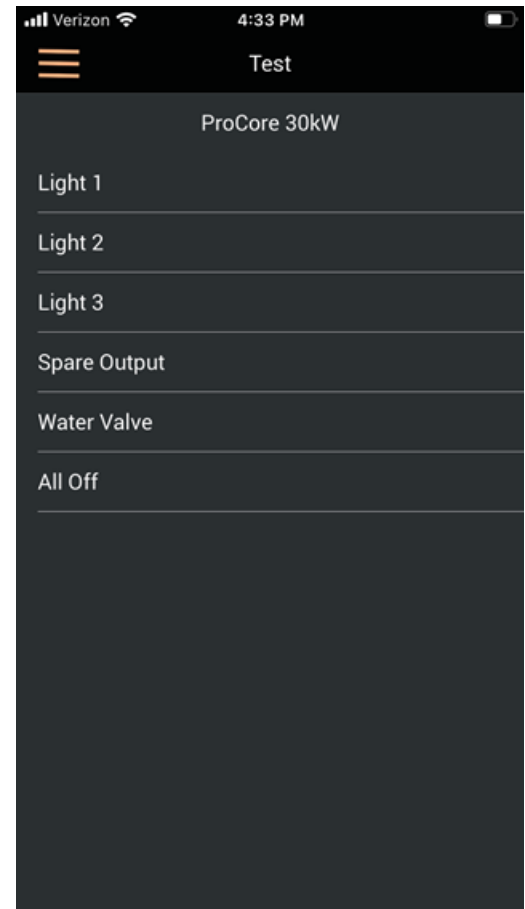 Verizon 4:33 PM
Test
ProCore 30kW
Light 1
Light 2
Light 3
Spare Output
Water Valve
All Off